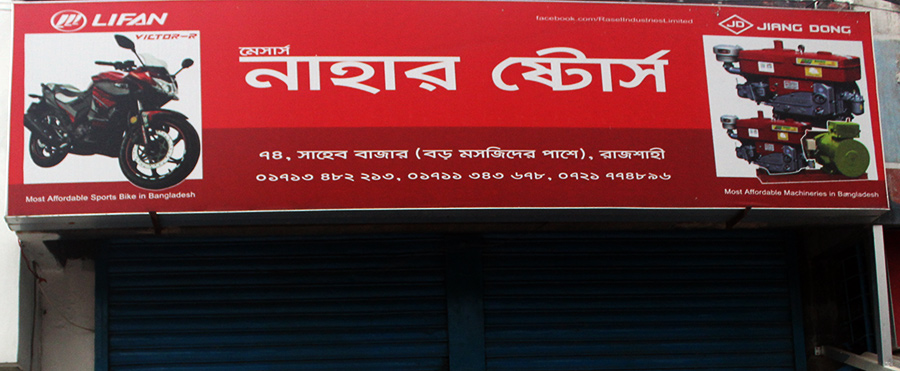 LIFAN
VICTOR-R
Most Affordable Sports Bike in Bangladesh
facebook.com/RaselIndustriesLimited
মেসার্স
নাহার ষ্টোর্স
৭৪, সাহেব বাজার (বড় মসজিদের পাশে), রাজশাহী
০১৭১৩ ৪৮২ ২১৩, ০১৭১১ ৩৪৩ ৬৭৮, ০৭২১ ৭৭৪৮৯৬
JD JIANG DONG
Most Affordable Machineries in Bangladesh